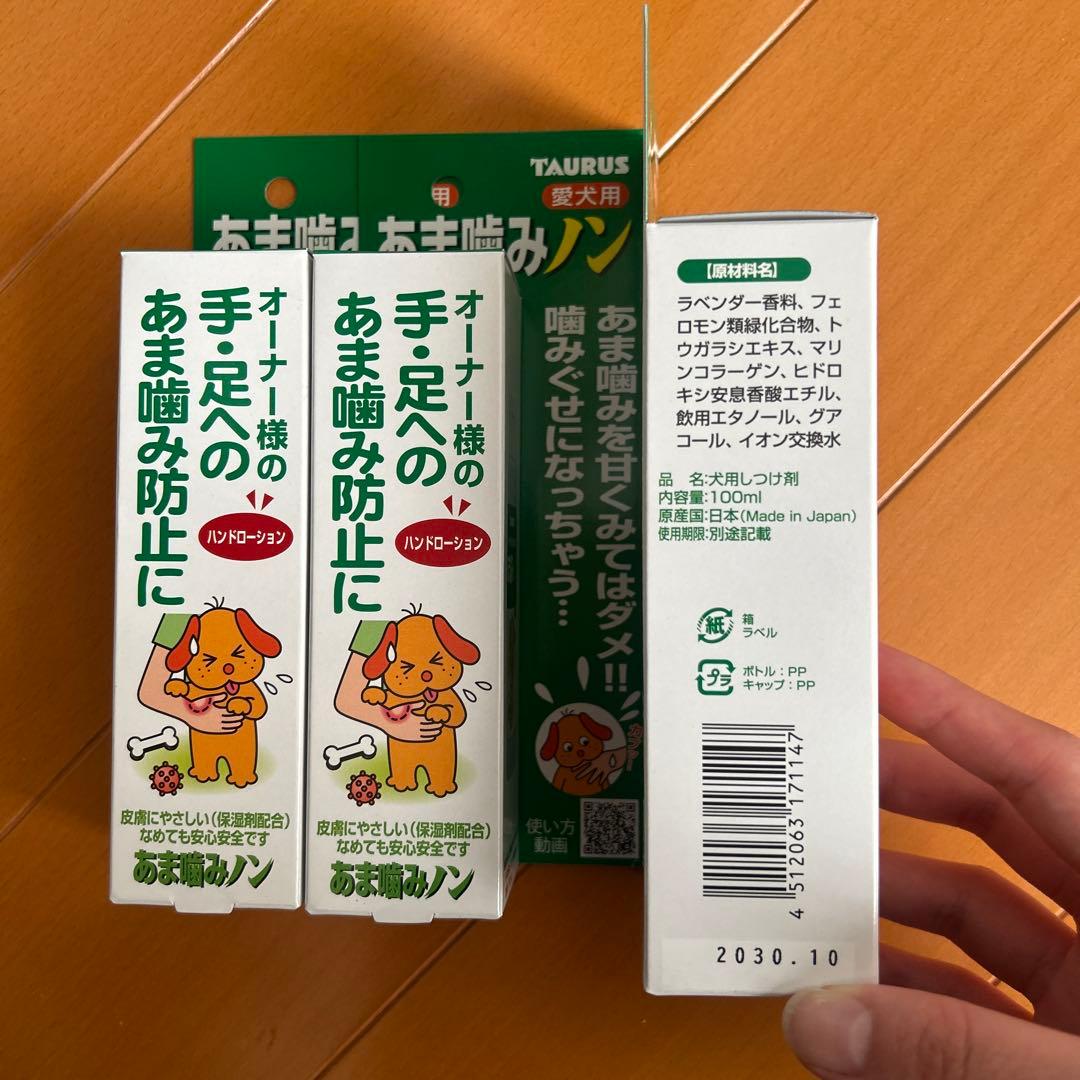 オーナー様の
手・足への
あま噛み防止に
ハンドローション
皮膚にやさしい（保湿剤配合）
なめても安心安全です
あま噛みノン
オーナー様の
手・足への
あま噛み防止に
ハンドローション
皮膚にやさしい（保湿剤配合）
なめても安心安全です
あま噛みノン
あま噛み
用
TAURUS
愛犬用
あま噛みノン
あま噛みを甘くみてはダメ!!
噛みぐせになっちゃう…
ガブッ
使い方
動画
【原材料名】
ラベンダー香料、フェ
ロモン類緑化合物、ト
ウガラシエキス、マリ
ンコラーゲン、ヒドロ
キシ安息香酸エチル、
飲用エタノール、グア
コール、イオン交換水
品　名:犬用しつけ剤
内容量:100ml
原産国:日本(Made in Japan)
使用期限:別途記載
紙
箱
ラベル
プラ
ボトル：PP
キャップ：PP
4 512063 171147
2030.10